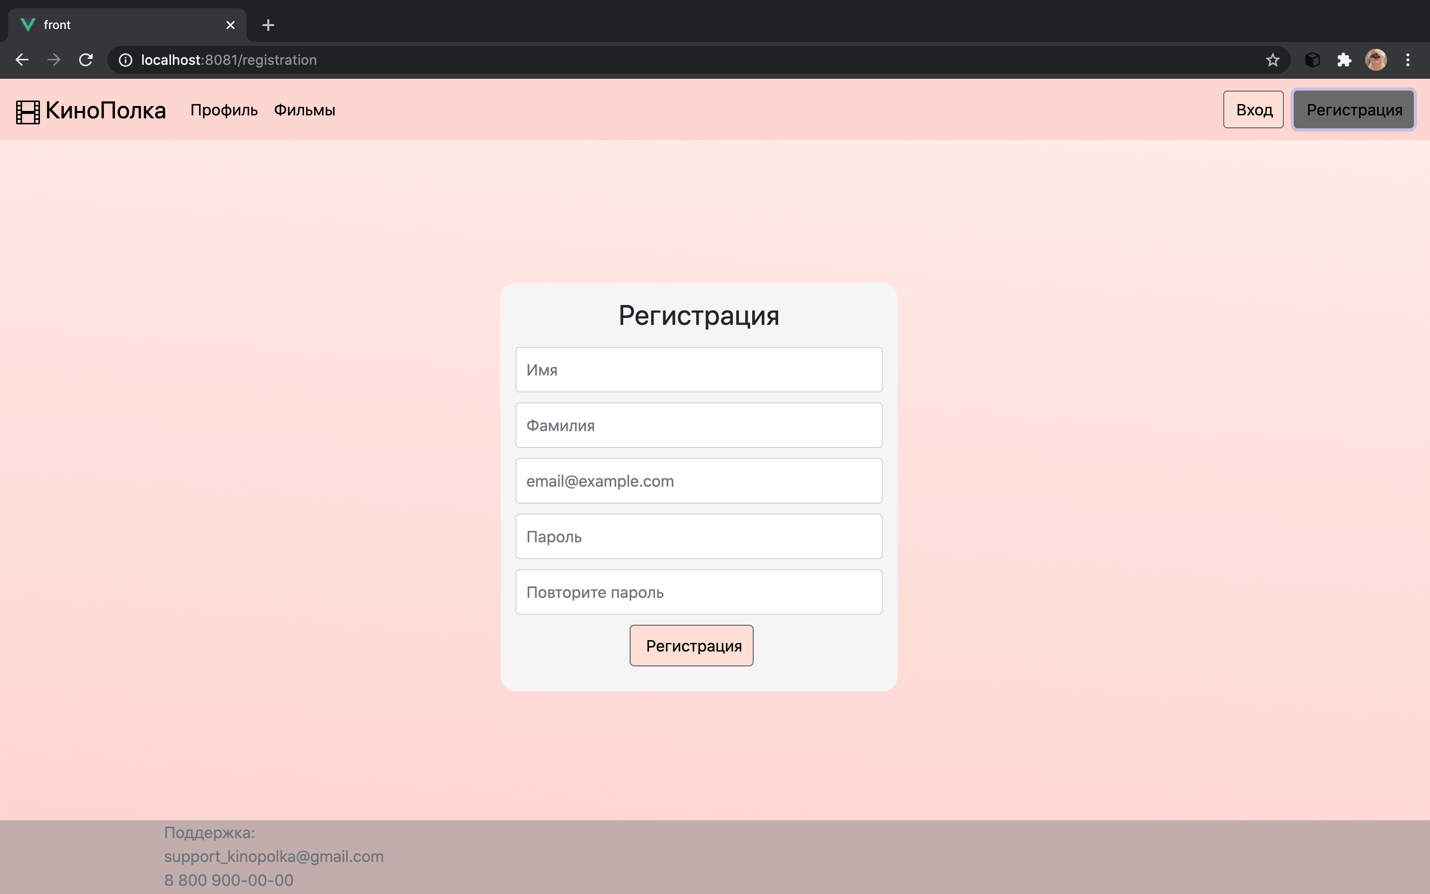 front
localhost:8081/registration
КиноПолка Профиль Фильмы Вход Регистрация
Регистрация
Имя
Фамилия
email@example.com
Пароль
Повторите пароль
Регистрация
Поддержка:
support_kinopolka@gmail.com
8 800 900-00-00